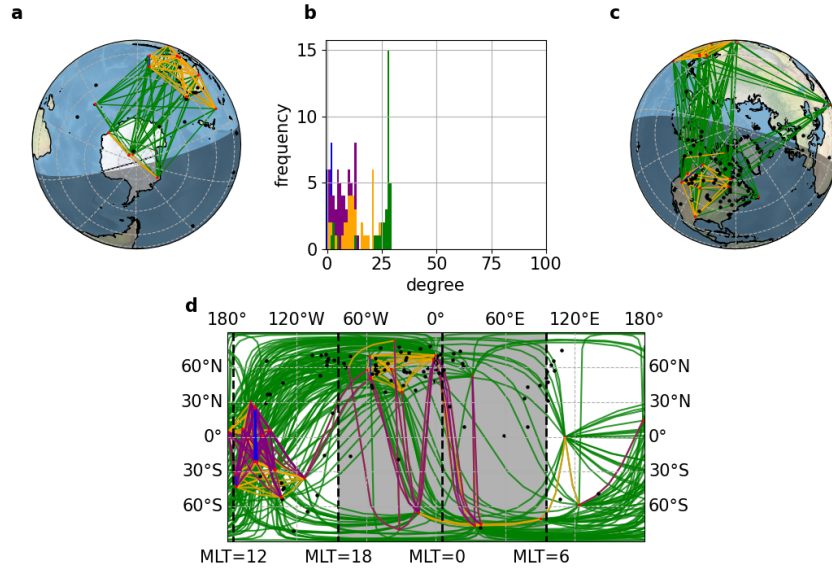 a
b
c
15
10
5
0
frequency
0
25
50
75
100
degree
d
180° 120°W 60°W 0° 60°E 120°E 180°
60°N 60°N
30°N 30°N
0° 0°
30°S 30°S
60°S 60°S
MLT=12 MLT=18 MLT=0 MLT=6